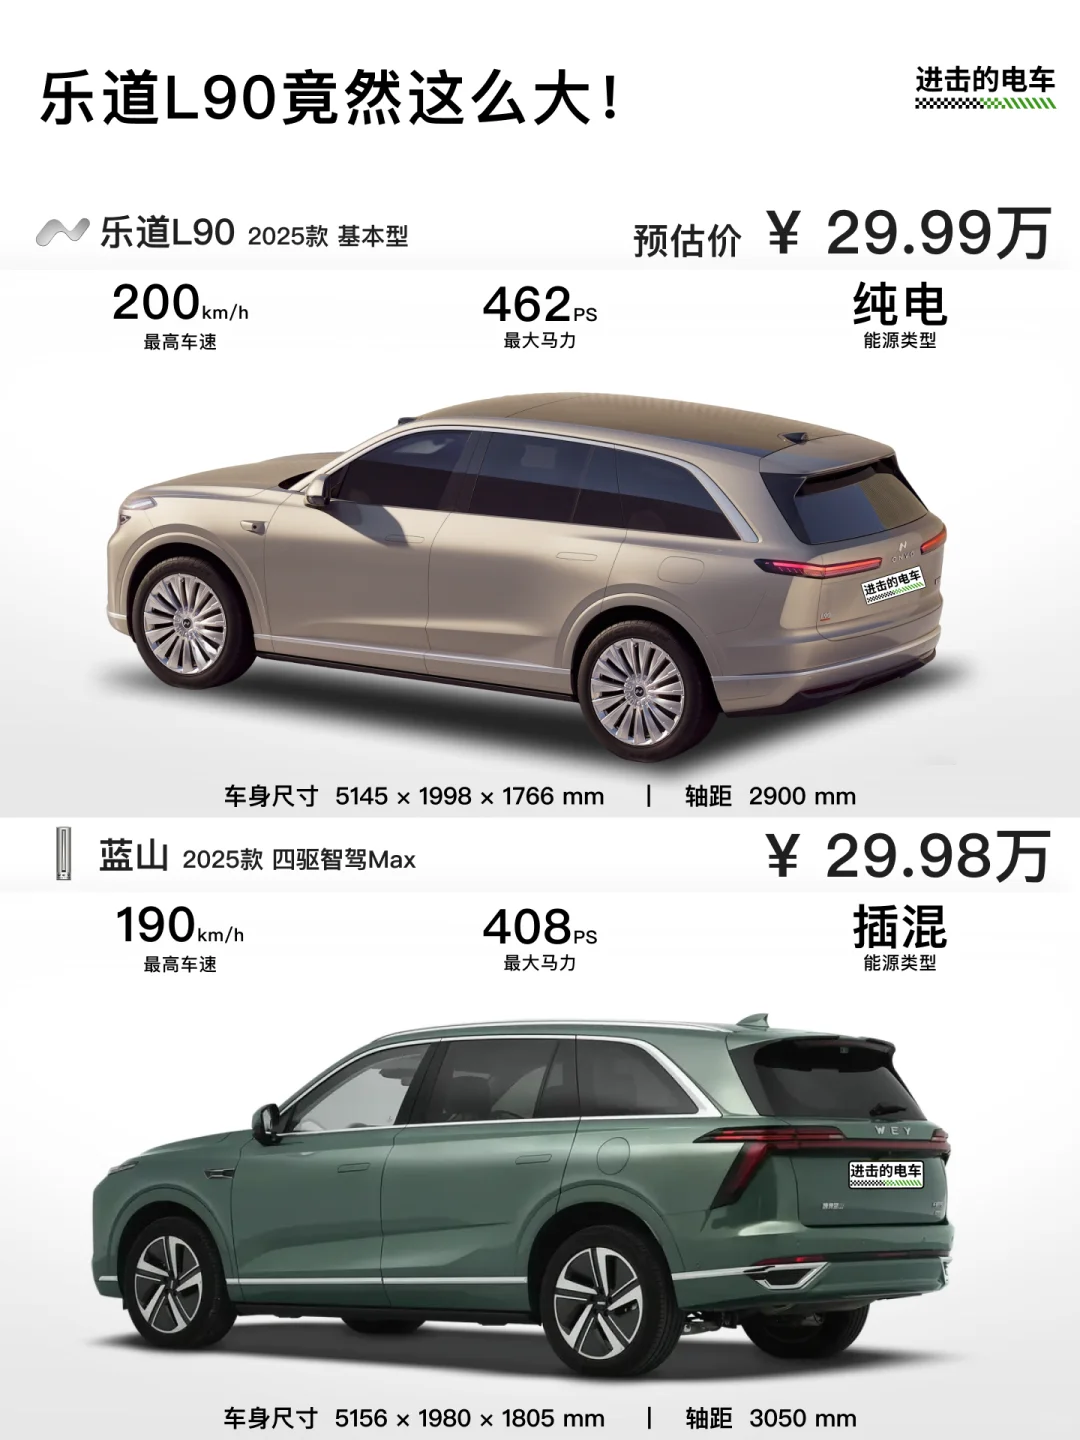 乐道L90竟然这么大！
进击的电车
乐道L90 2025款 基本型
预估价 ¥ 29.99万
200km/h
最高车速
462PS
最大马力
纯电
能源类型
进击的电车
车身尺寸 5145 × 1998 × 1766 mm | 轴距 2900 mm
蓝山 2025款 四驱智驾Max
¥ 29.98万
190km/h
最高车速
408PS
最大马力
插混
能源类型
WEY
进击的电车
车身尺寸 5156 × 1980 × 1805 mm | 轴距 3050 mm